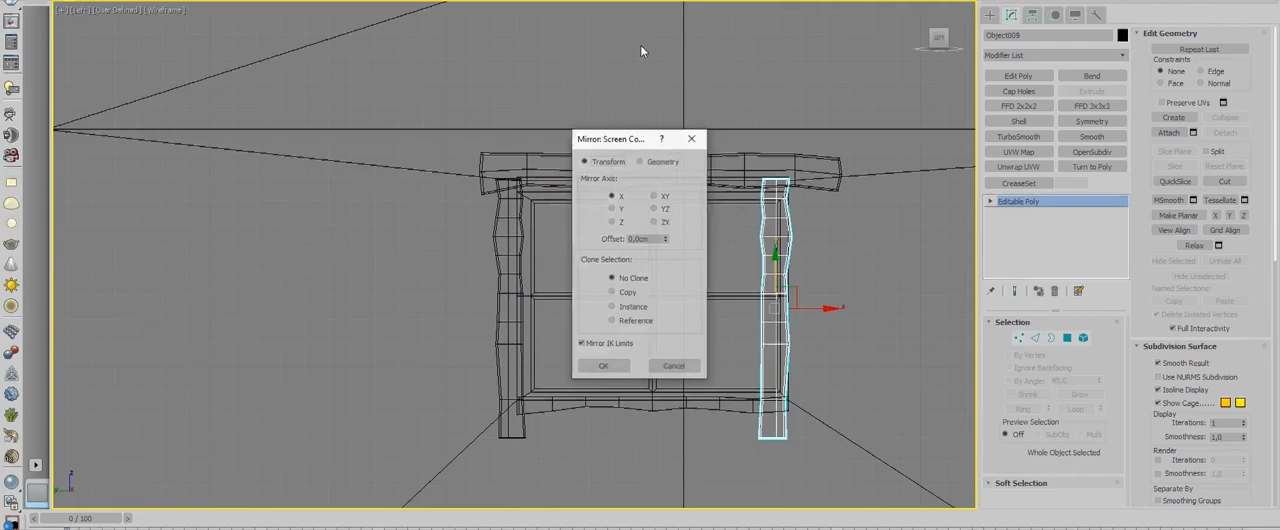 [+] [Left] [User Defined] [Wireframe]
LEFT
Mirror: Screen Co... ?
Transform Geometry
Mirror Axis:
X XY
Y YZ
Z ZX
Offset: 0,0cm
Clone Selection:
No Clone
Copy
Instance
Reference
Mirror IK Limits
OK Cancel
x
z
0 / 100
< >
Object009
Modifier List
Edit Poly Bend
Cap Holes Extrude
FFD 2x2x2 FFD 3x3x3
Shell Symmetry
TurboSmooth Smooth
UVW Map OpenSubdiv
Unwrap UVW Turn to Poly
CreaseSet
Editable Poly
Selection
By Vertex
Ignore Backfacing
By Angle: 45,0
Shrink Grow
Ring Loop
Preview Selection
Off SubObj Multi
Whole Object Selected
Soft Selection
Edit Geometry
Repeat Last
Constraints
None Edge
Face Normal
Preserve UVs
Create Collapse
Attach Detach
Slice Plane Split
Slice Reset Plane
QuickSlice Cut
MSmooth Tessellate
Make Planar X Y Z
View Align Grid Align
Relax
Hide Selected Unhide All
Hide Unselected
Named Selections:
Copy Paste
Delete Isolated Vertices
Full Interactivity
Subdivision Surface
Smooth Result
Use NURMS Subdivision
Isoline Display
Show Cage......
Display
Iterations: 1
Smoothness: 1,0
Render
Iterations: 0
Smoothness: 1,0
Separate By
Smoothing Groups